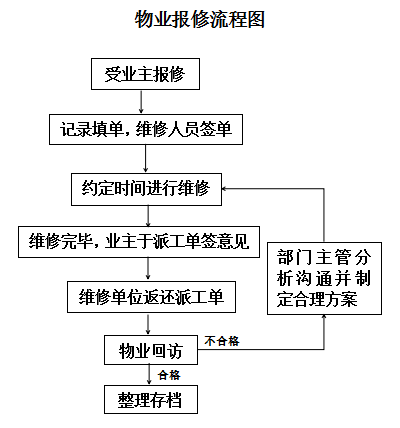 物业报修流程图
受业主报修
记录填单，维修人员签单
约定时间进行维修
维修完毕，业主于派工单签意见
部门主管分
析沟通并制
定合理方案
维修单位返还派工单
物业回访
不合格
合格
整理存档